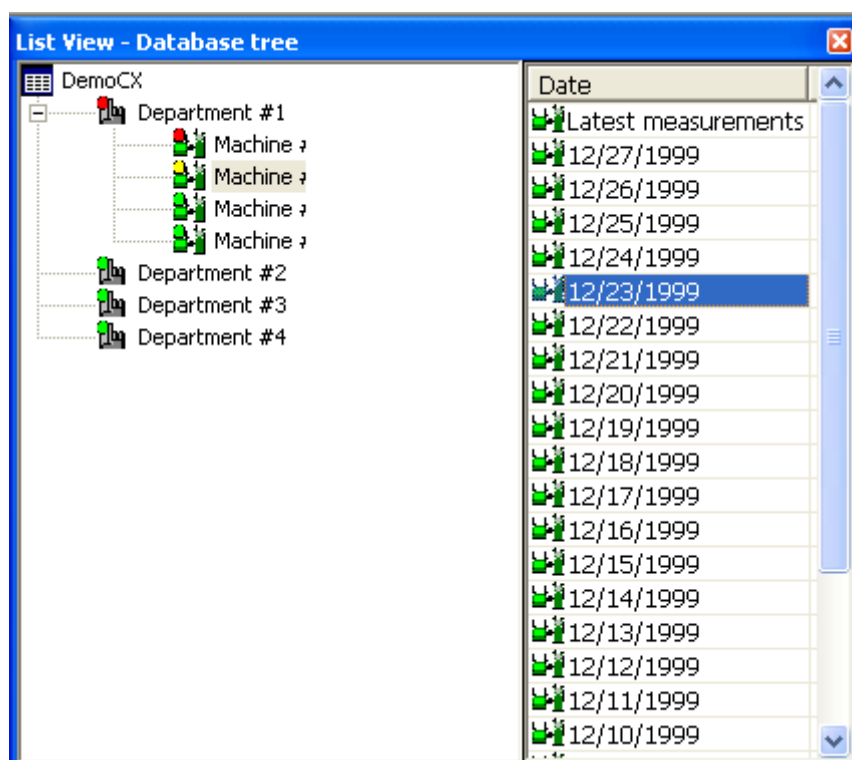 List View - Database tree
DemoCX
Department #1
Machine
Machine
Machine
Machine
Department #2
Department #3
Department #4
Date
Latest measurements
12/27/1999
12/26/1999
12/25/1999
12/24/1999
12/23/1999
12/22/1999
12/21/1999
12/20/1999
12/19/1999
12/18/1999
12/17/1999
12/16/1999
12/15/1999
12/14/1999
12/13/1999
12/12/1999
12/11/1999
12/10/1999